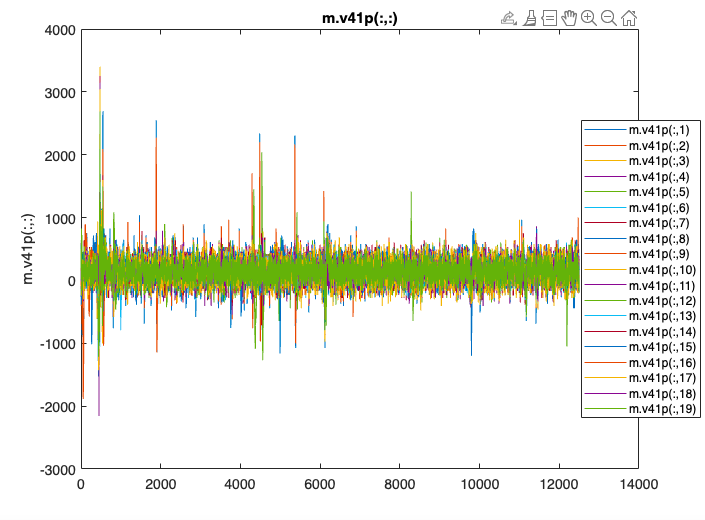 m.v41p(:,:)
4000
3000
2000
1000
0
-1000
-2000
-3000
m.v41p(:,:)
0
2000
4000
6000
8000
10000
12000
14000
m.v41p(:,1)
m.v41p(:,2)
m.v41p(:,3)
m.v41p(:,4)
m.v41p(:,5)
m.v41p(:,6)
m.v41p(:,7)
m.v41p(:,8)
m.v41p(:,9)
m.v41p(:,10)
m.v41p(:,11)
m.v41p(:,12)
m.v41p(:,13)
m.v41p(:,14)
m.v41p(:,15)
m.v41p(:,16)
m.v41p(:,17)
m.v41p(:,18)
m.v41p(:,19)